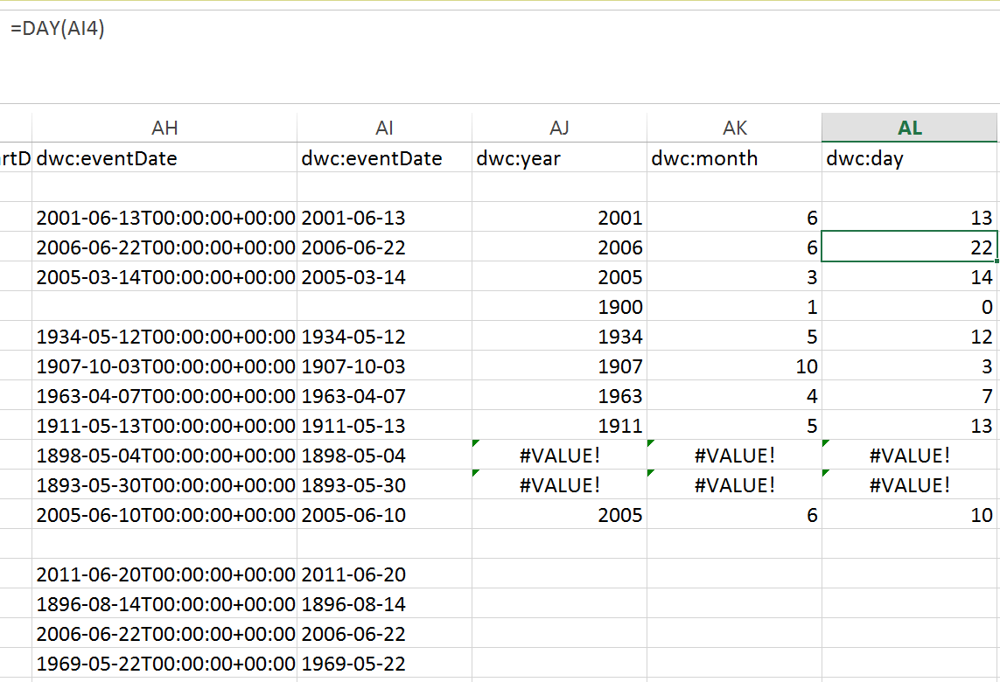 =DAY(AI4)
AH AI AJ AK AL
rtD dwc:eventDate dwc:eventDate dwc:year dwc:month dwc:day
2001-06-13T00:00:00+00:00 2001-06-13 2001 6 13
2006-06-22T00:00:00+00:00 2006-06-22 2006 6 22
2005-03-14T00:00:00+00:00 2005-03-14 2005 3 14
1900 1 0
1934-05-12T00:00:00+00:00 1934-05-12 1934 5 12
1907-10-03T00:00:00+00:00 1907-10-03 1907 10 3
1963-04-07T00:00:00+00:00 1963-04-07 1963 4 7
1911-05-13T00:00:00+00:00 1911-05-13 1911 5 13
1898-05-04T00:00:00+00:00 1898-05-04 #VALUE! #VALUE! #VALUE!
1893-05-30T00:00:00+00:00 1893-05-30 #VALUE! #VALUE! #VALUE!
2005-06-10T00:00:00+00:00 2005-06-10 2005 6 10
2011-06-20T00:00:00+00:00 2011-06-20
1896-08-14T00:00:00+00:00 1896-08-14
2006-06-22T00:00:00+00:00 2006-06-22
1969-05-22T00:00:00+00:00 1969-05-22